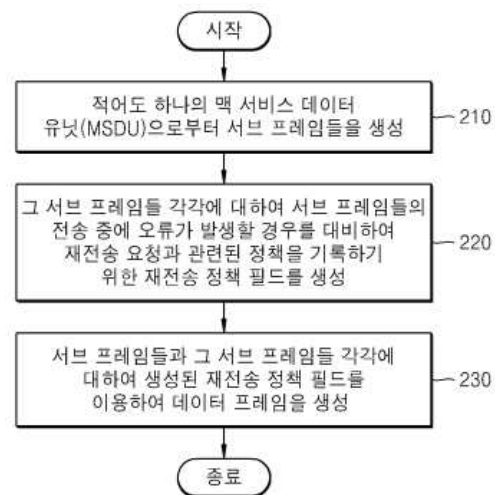 시작
적어도 하나의 맥 서비스 데이터
유닛(MSDU)으로부터 서브 프레임들을 생성
210
그 서브 프레임들 각각에 대하여 서브 프레임들의
전송 중에 오류가 발생할 경우를 대비하여
재전송 요청과 관련된 정책을 기록하기
위한 재전송 정책 필드를 생성
220
서브 프레임들과 그 서브 프레임들 각각에
대하여 생성된 재전송 정책 필드를
이용하여 데이터 프레임을 생성
230
종료